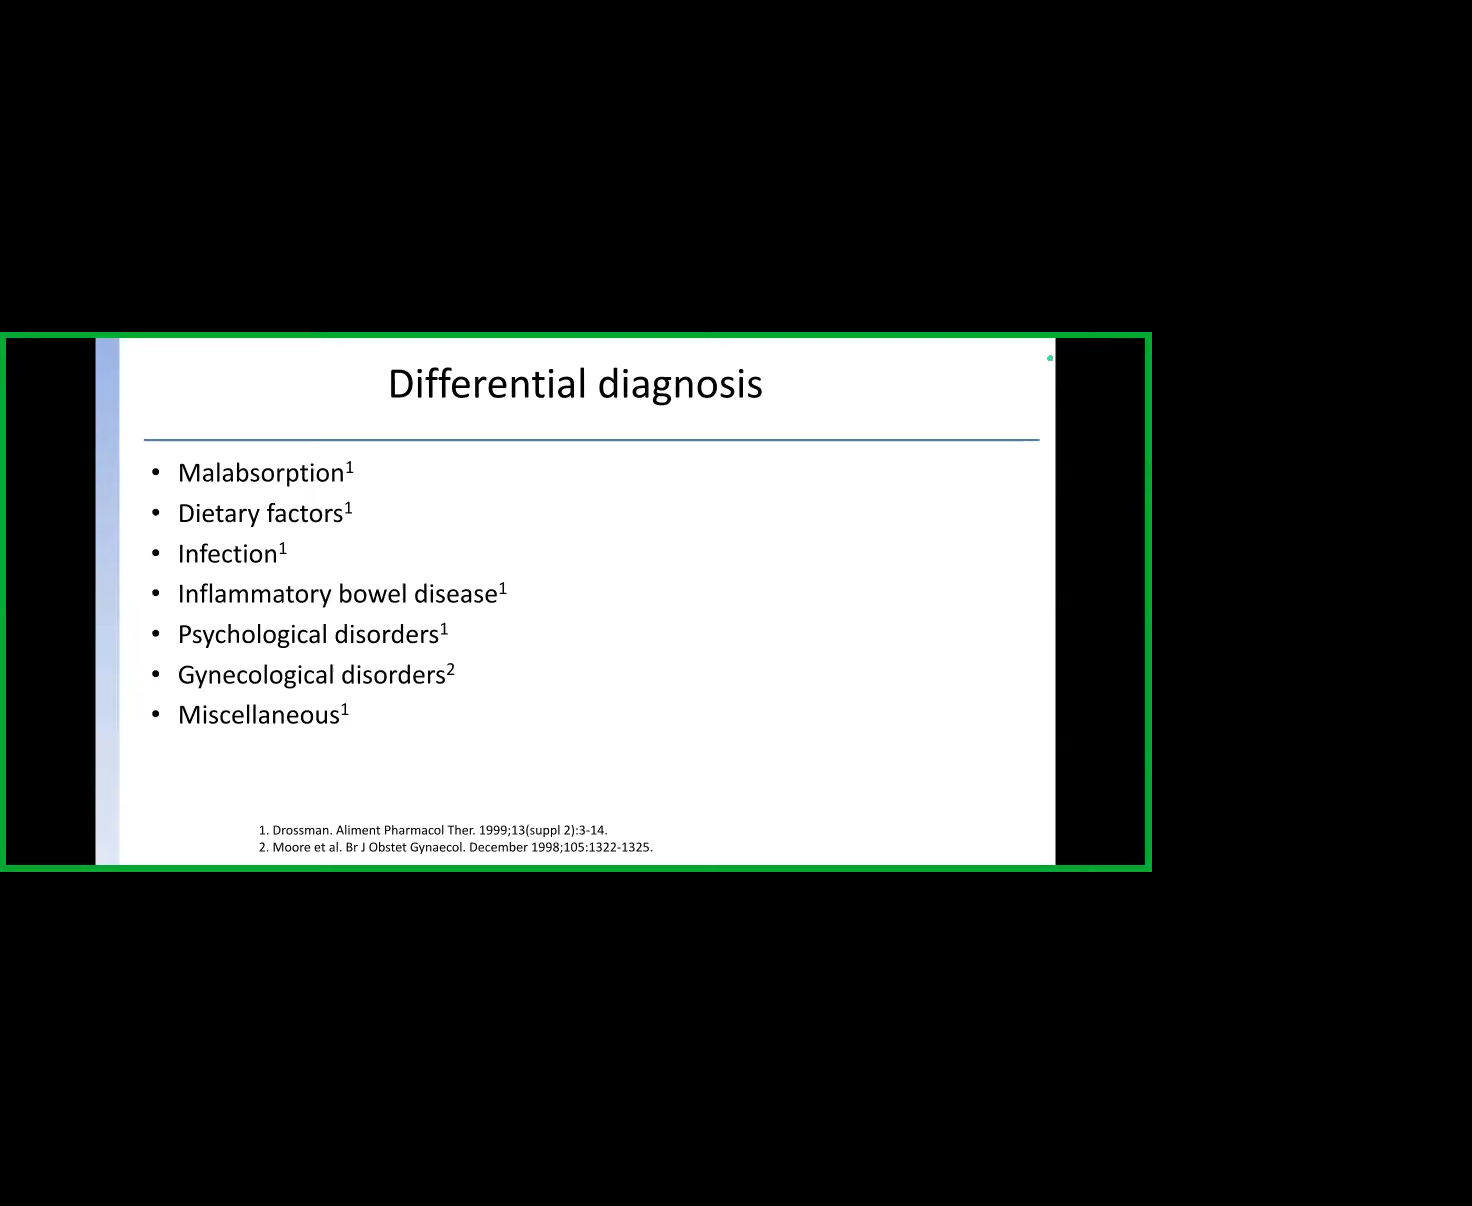 Differential diagnosis
• Malabsorption¹
• Dietary factors¹
• Infection¹
• Inflammatory bowel disease¹
• Psychological disorders¹
• Gynecological disorders²
• Miscellaneous¹
1. Drossman. Aliment Pharmacol Ther. 1999;13(suppl 2):3-14.
2. Moore et al. Br J Obstet Gynaecol. December 1998;105:1322-1325.